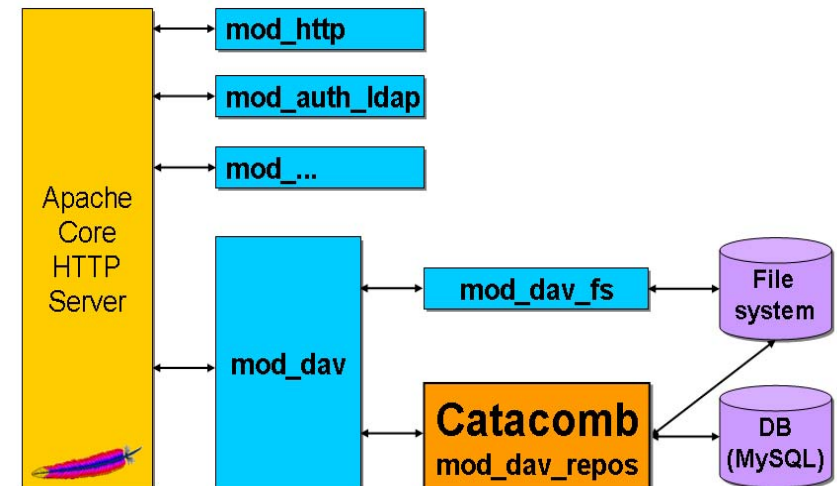 mod_http
mod_auth_ldap
mod_...
Apache
Core
HTTP
Server
mod_dav
mod_dav_fs
File
system
Catacomb
mod_dav_repos
DB
(MySQL)